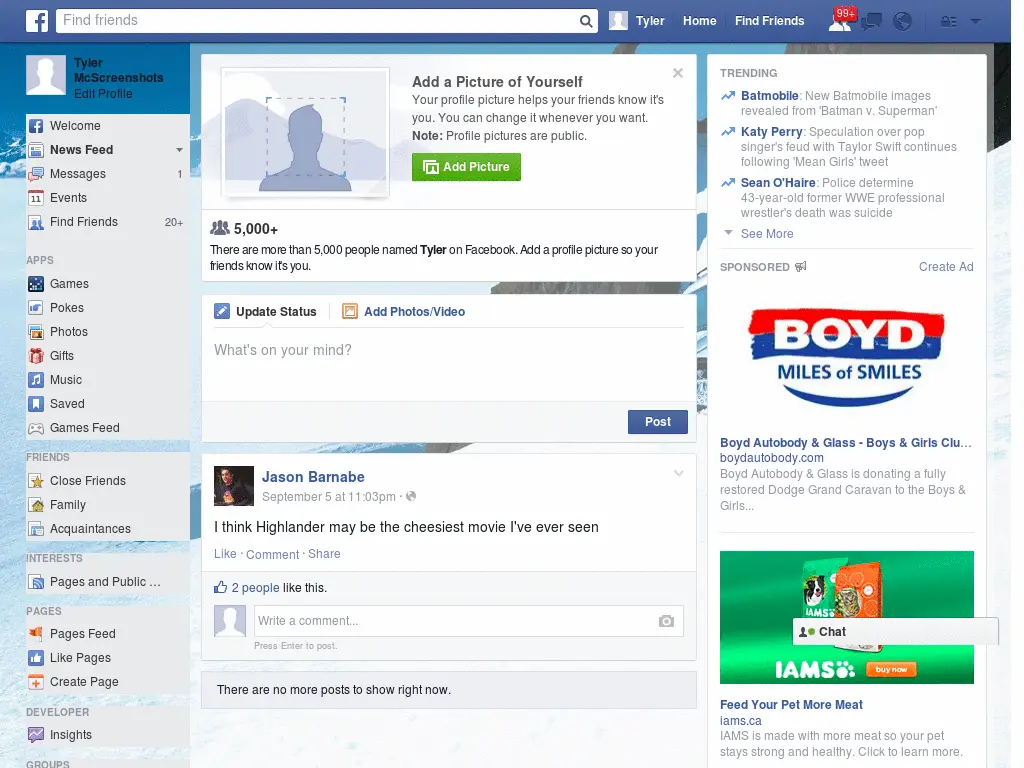 Find friends
Tyler
Home
Find Friends
99+
Tyler
McScreenshots
Edit Profile
Welcome
News Feed
Messages 1
11 Events
Find Friends 20+
APPS
Games
Pokes
Photos
Gifts
Music
Saved
Games Feed
FRIENDS
Close Friends
Family
Acquaintances
INTERESTS
Pages and Public ...
PAGES
Pages Feed
Like Pages
Create Page
DEVELOPER
Insights
GROUPS
Add a Picture of Yourself
Your profile picture helps your friends know it's
you. You can change it whenever you want.
Note: Profile pictures are public.
Add Picture
5,000+
There are more than 5,000 people named Tyler on Facebook. Add a profile picture so your
friends know it's you.
Update Status
Add Photos/Video
What's on your mind?
Post
Jason Barnabe
September 5 at 11:03pm ·
I think Highlander may be the cheesiest movie I've ever seen
Like · Comment · Share
2 people like this.
Write a comment...
Press Enter to post.
There are no more posts to show right now.
TRENDING
Batmobile: New Batmobile images
revealed from 'Batman v. Superman'
Katy Perry: Speculation over pop
singer's feud with Taylor Swift continues
following 'Mean Girls' tweet
Sean O'Haire: Police determine
43-year-old former WWE professional
wrestler's death was suicide
See More
SPONSORED
Create Ad
BOYD
MILES of SMILES
Boyd Autobody & Glass - Boys & Girls Clu...
boydautobody.com
Boyd Autobody & Glass is donating a fully
restored Dodge Grand Caravan to the Boys &
Girls...
IAMS
Chat
IAMS
buy now
Feed Your Pet More Meat
iams.ca
IAMS is made with more meat so your pet
stays strong and healthy. Click to learn more.